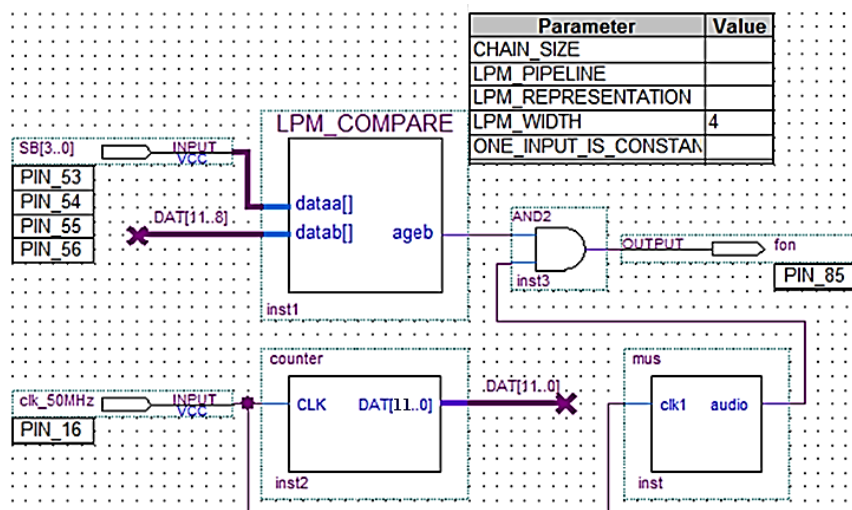 Parameter Value
CHAIN_SIZE
LPM_PIPELINE
LPM_REPRESENTATION
LPM_WIDTH 4
ONE_INPUT_IS_CONSTAN
LPM_COMPARE
SB[3..0] INPUT
VCC
PIN_53
PIN_54
PIN_55
PIN_56
DAT[11..8]
dataa[]
datab[] ageb
inst1
AND2
inst3
OUTPUT fon
PIN_85
counter
clk_50MHz INPUT
VCC
PIN_16
CLK DAT[11..0]
inst2
DAT[11..0]
mus
clk1 audio
inst